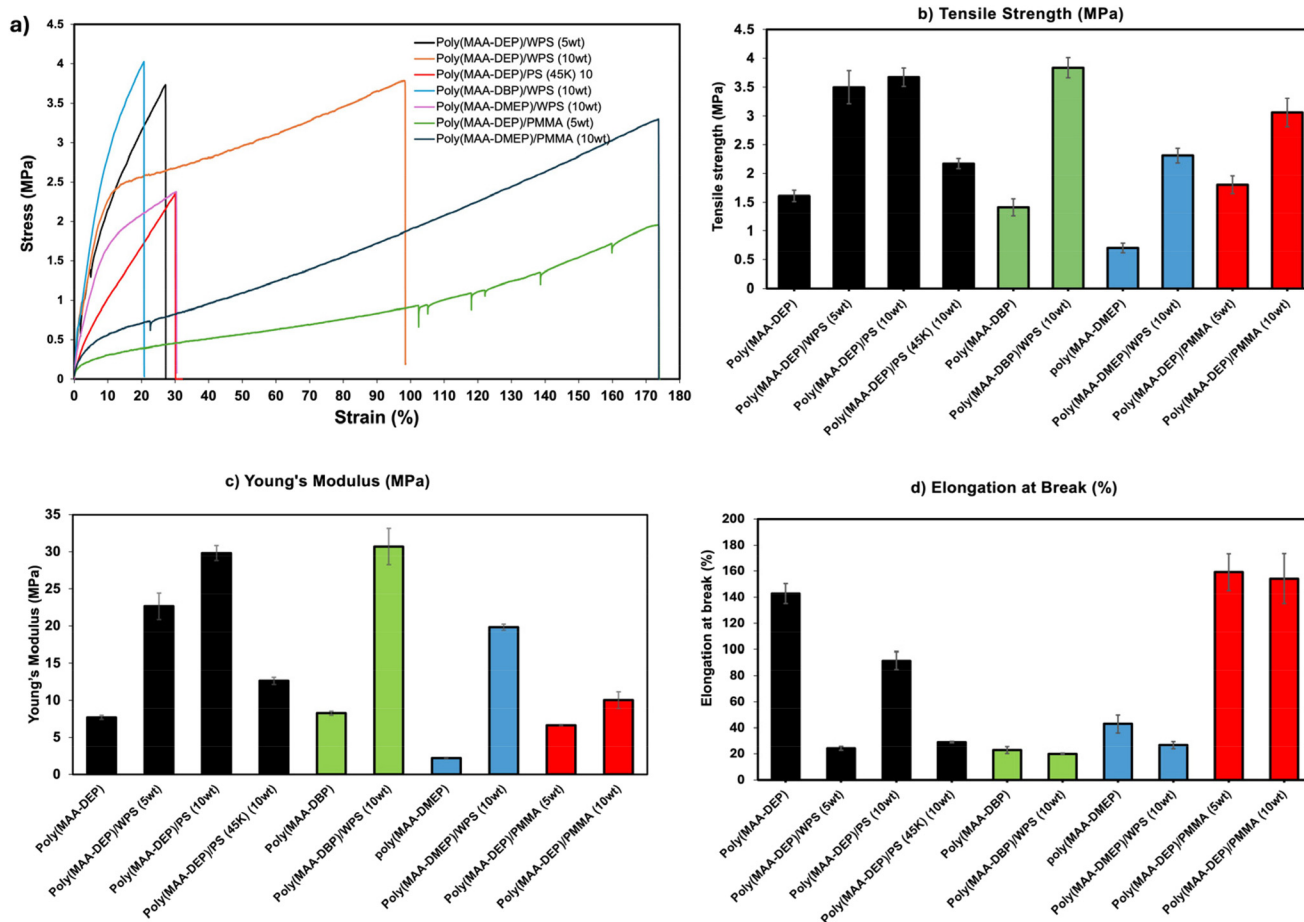 a)
4.5
4
3.5
3
2.5
2
1.5
1
0.5
0
Stress (MPa)
Poly(MAA-DEP)/WPS (5wt)
Poly(MAA-DEP)/WPS (10wt)
Poly(MAA-DEP)/PS (45K) 10
Poly(MAA-DBP)/WPS (10wt)
Poly(MAA-DMEP)/WPS (10wt)
Poly(MAA-DEP)/PMMA (5wt)
Poly(MAA-DMEP)/PMMA (10wt)
0 10 20 30 40 50 60 70 80 90 100 110 120 130 140 150 160 170 180
Strain (%)
b) Tensile Strength (MPa)
4.5
4
3.5
3
2.5
2
1.5
1
0.5
0
Tensile strength (MPa)
Poly(MAA-DEP)
Poly(MAA-DEP)/WPS (5wt)
Poly(MAA-DEP)/PS (10wt)
Poly(MAA-DEP)/PS (45K) (10wt)
Poly(MAA-DBP)
Poly(MAA-DBP)/WPS (10wt)
poly(MAA-DMEP)
Poly(MAA-DMEP)/WPS (10wt)
Poly(MAA-DEP)/PMMA (5wt)
Poly(MAA-DEP)/PMMA (10wt)
c) Young's Modulus (MPa)
35
30
25
20
15
10
5
0
Young's Modulus (MPa)
Poly(MAA-DEP)
Poly(MAA-DEP)/WPS (5wt)
Poly(MAA-DEP)/PS (10wt)
Poly(MAA-DEP)/PS (45K) (10wt)
Poly(MAA-DBP)
Poly(MAA-DBP)/WPS (10wt)
poly(MAA-DMEP)
Poly(MAA-DMEP)/WPS (10wt)
Poly(MAA-DEP)/PMMA (5wt)
Poly(MAA-DEP)/PMMA (10wt)
d) Elongation at Break (%)
200
180
160
140
120
100
80
60
40
20
0
Elongation at break (%)
Poly(MAA-DEP)
Poly(MAA-DEP)/WPS (5wt)
Poly(MAA-DEP)/PS (10wt)
Poly(MAA-DEP)/PS (45K) (10wt)
Poly(MAA-DBP)
Poly(MAA-DBP)/WPS (10wt)
poly(MAA-DMEP)
Poly(MAA-DMEP)/WPS (10wt)
Poly(MAA-DEP)/PMMA (5wt)
Poly(MAA-DEP)/PMMA (10wt)